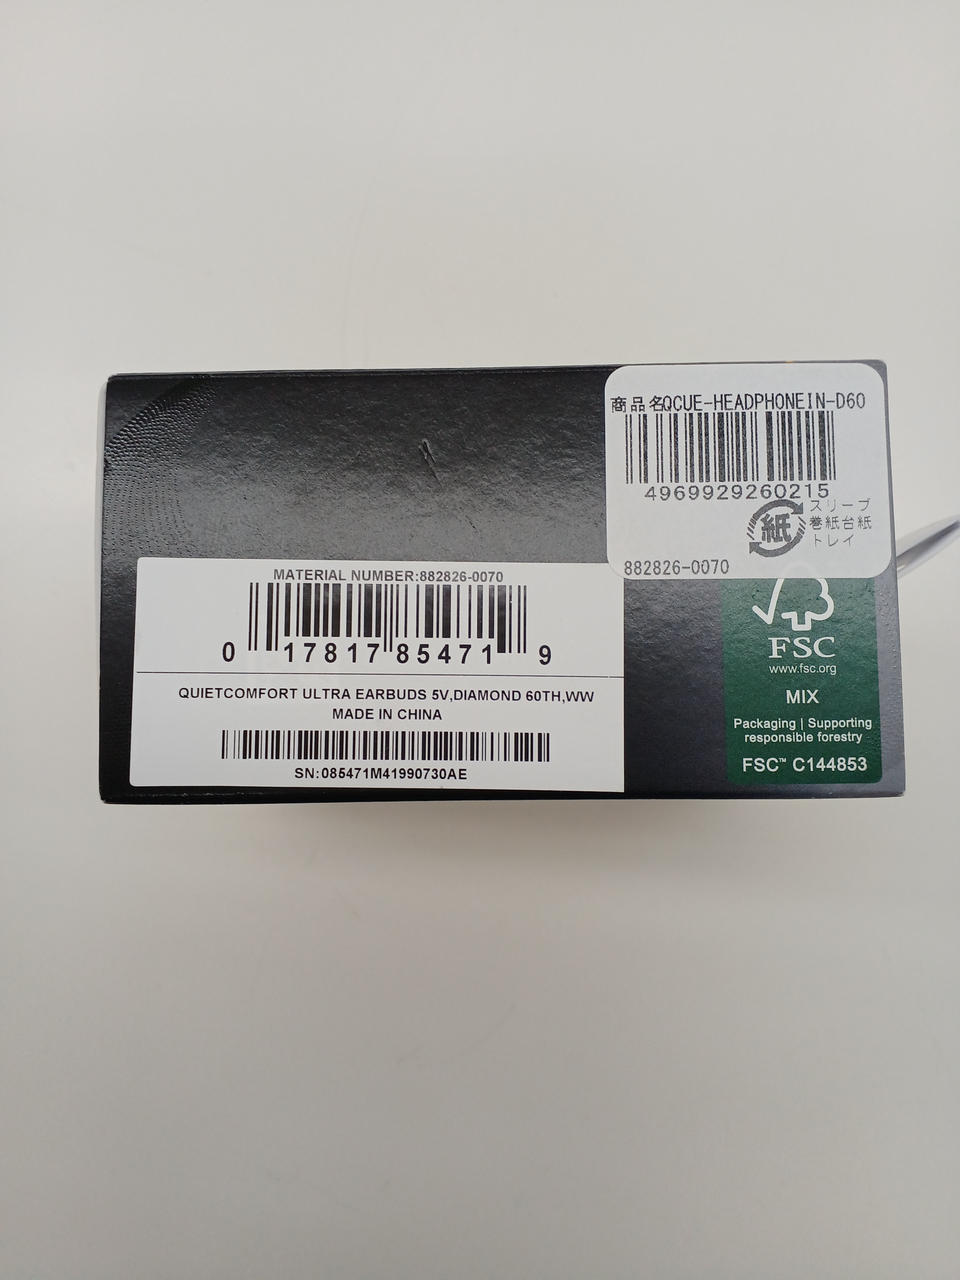 商品名QCUE-HEADPHONEIN-D60
4969929260215
紙
スリーブ
巻紙台紙
トレイ
882826-0070
MATERIAL NUMBER:882826-0070
0 17817 85471 9
QUIETCOMFORT ULTRA EARBUDS 5V,DIAMOND 60TH,WW
MADE IN CHINA
SN:085471M41990730AE
FSC
www.fsc.org
MIX
Packaging | Supporting
responsible forestry
FSC™ C144853